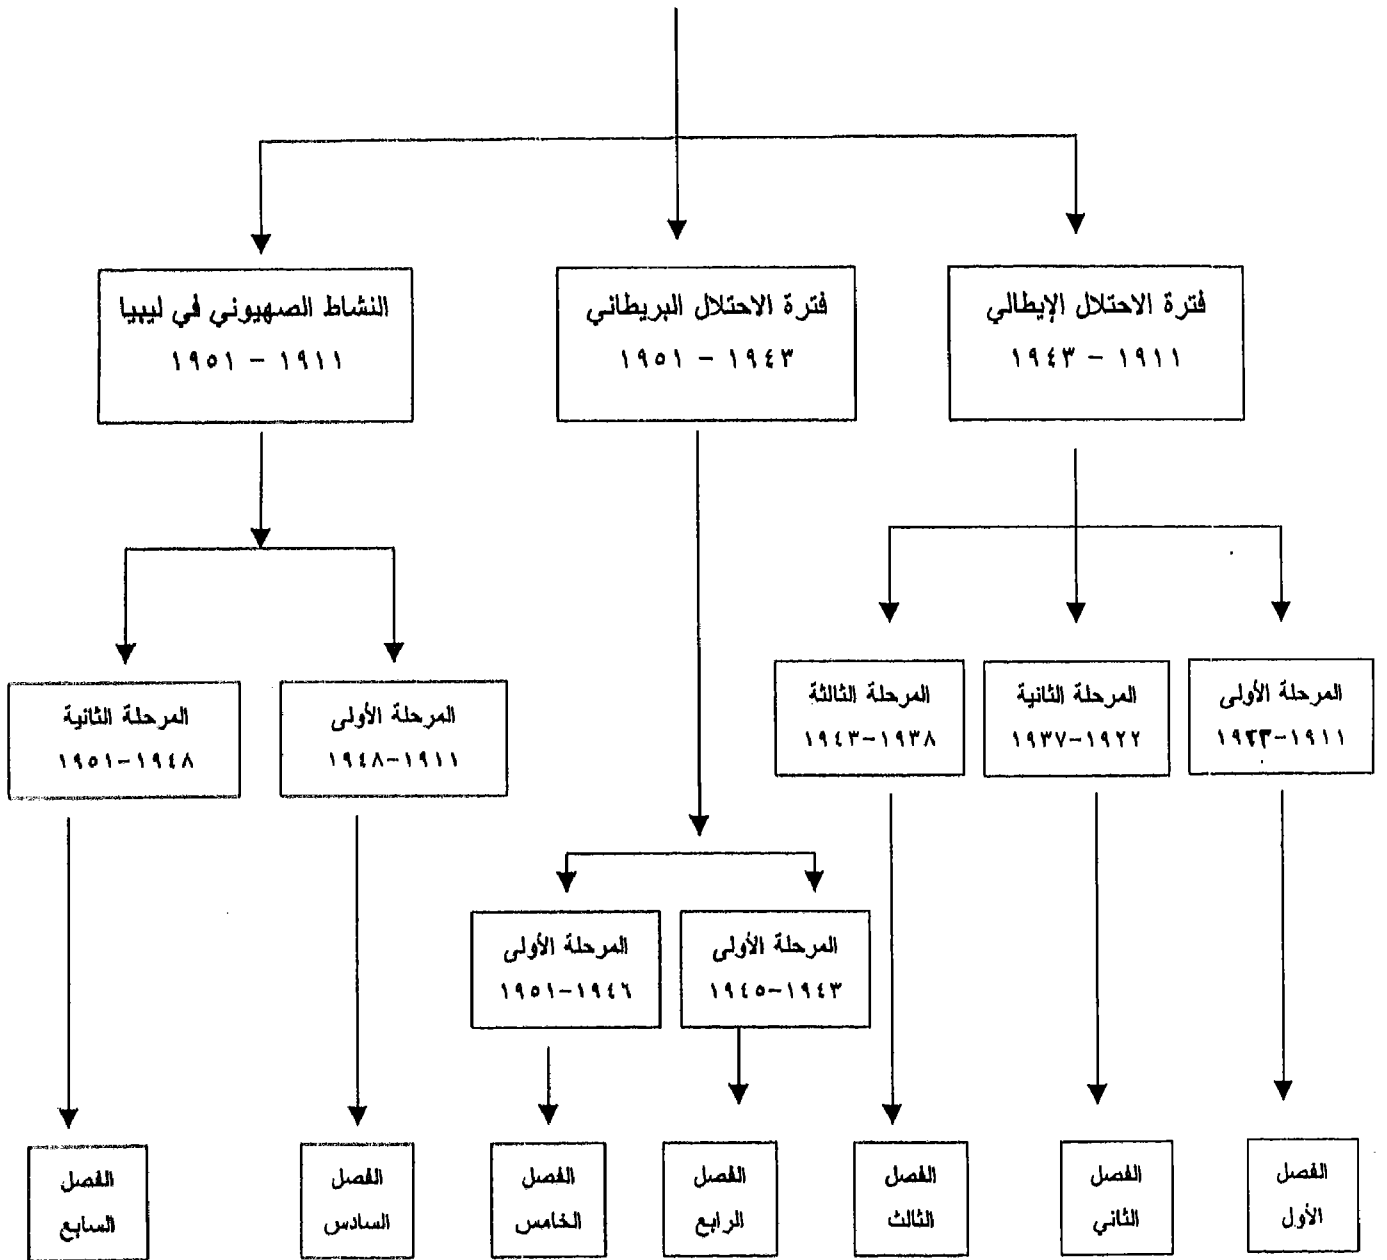 فترة الاحتلال الإيطالي
١٩١١ – ١٩٤٣
فترة الاحتلال البريطاني
١٩٤٣ – ١٩٥١
النشاط الصهيوني في ليبيا
١٩١١ – ١٩٥١
المرحلة الأولى
١٩١١-١٩٢٣
المرحلة الثانية
١٩٢٢-١٩٣٧
المرحلة الثالثة
١٩٣٨-١٩٤٣
المرحلة الأولى
١٩١١-١٩٤٨
المرحلة الثانية
١٩٤٨-١٩٥١
المرحلة الأولى
١٩٤٣-١٩٤٥
المرحلة الأولى
١٩٤٦-١٩٥١
الفصل
الأول
الفصل
الثاني
الفصل
الثالث
الفصل
الرابع
الفصل
الخامس
الفصل
السادس
الفصل
السابع